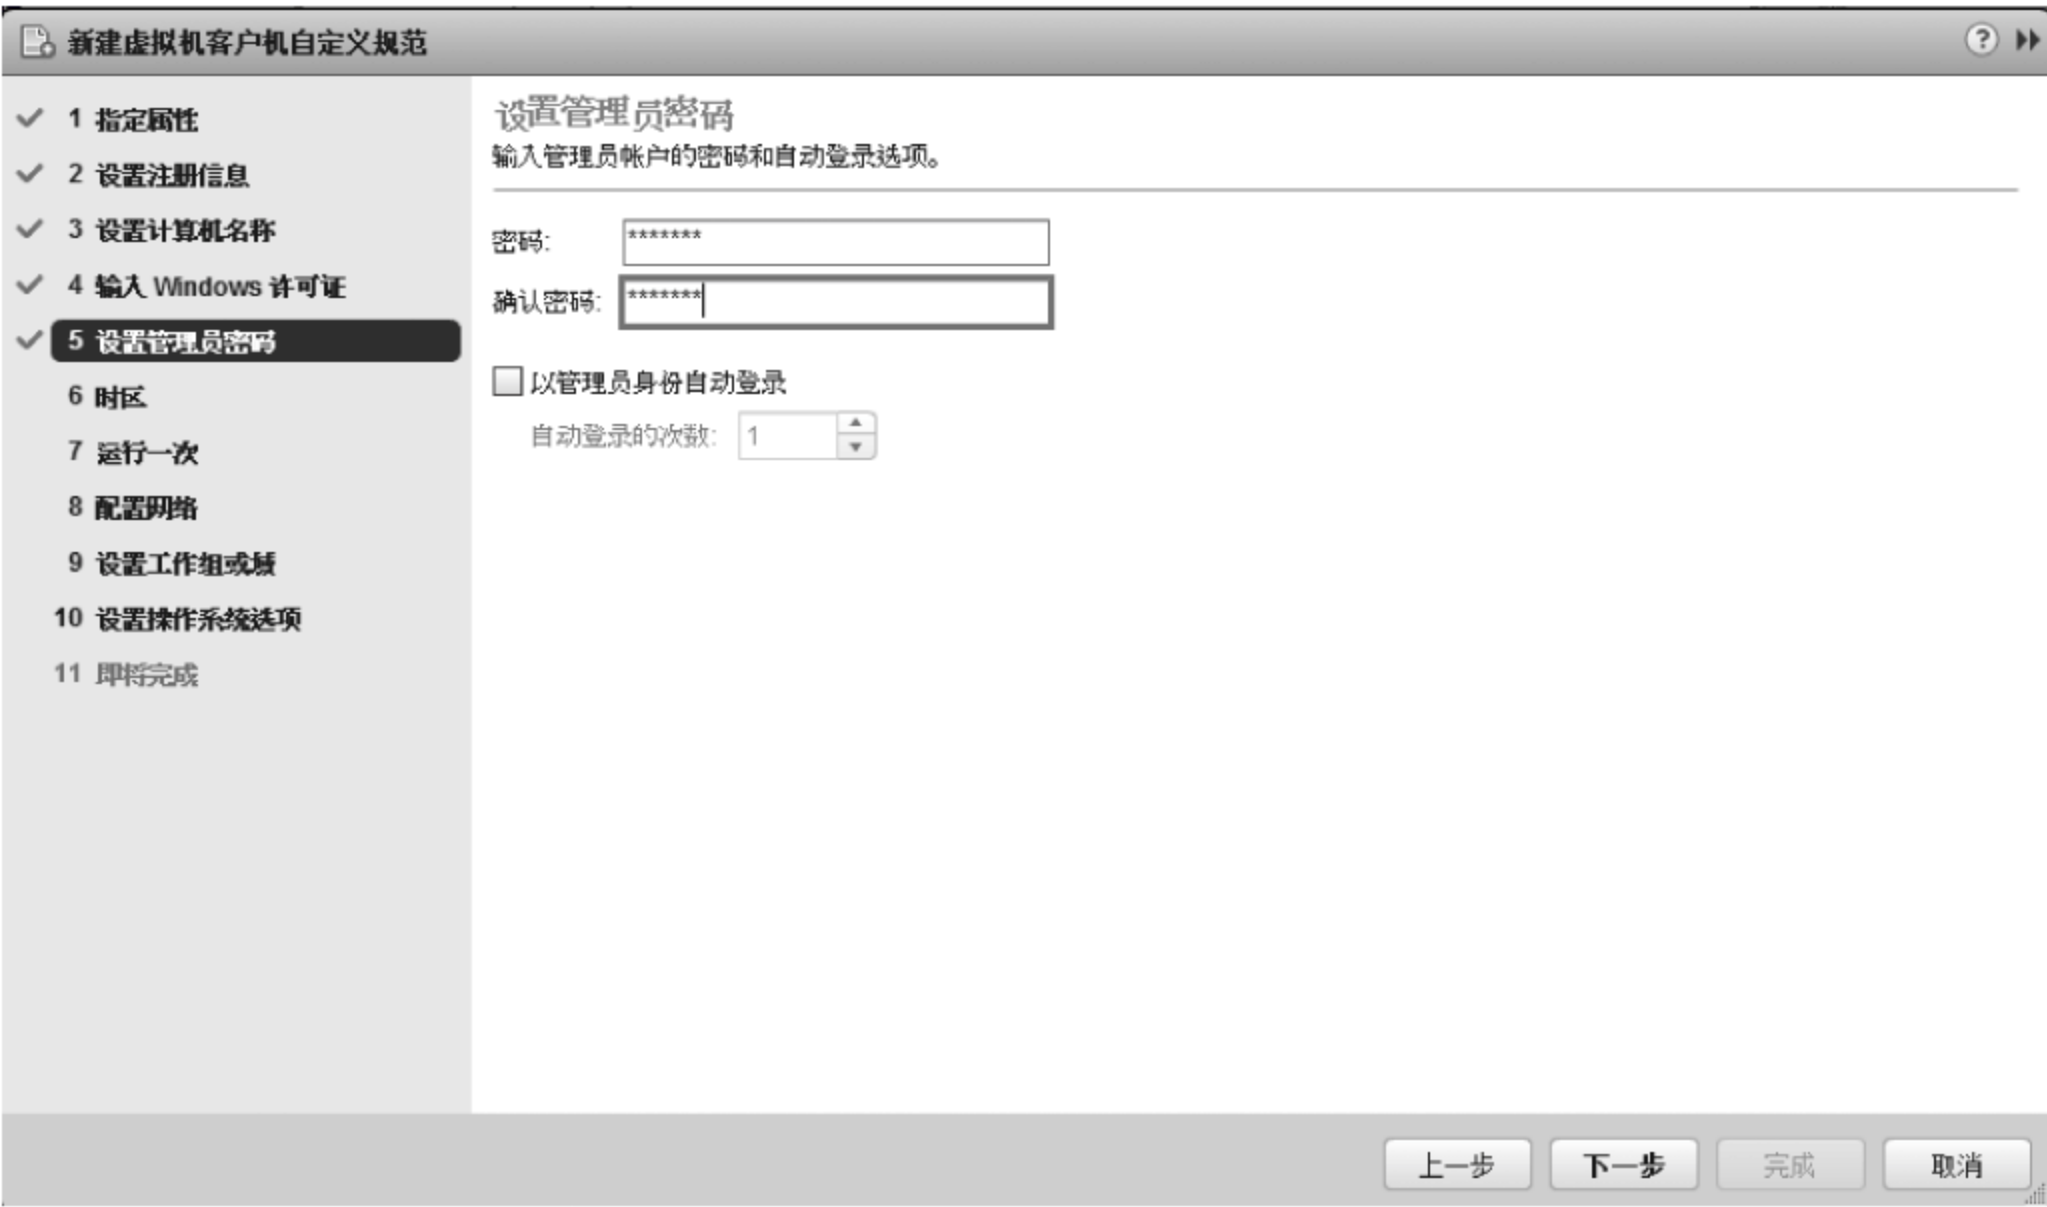 新建虚拟机客户机自定义规范
1 指定属性
2 设置注册信息
3 设置计算机名称
4 输入 Windows 许可证
5 设置管理员密码
6 时区
7 运行一次
8 配置网络
9 设置工作组或域
10 设置操作系统选项
11 即将完成
设置管理员密码
输入管理员帐户的密码和自动登录选项。
密码: *******
确认密码: *******
以管理员身份自动登录
自动登录的次数: 1
上一步 下一步 完成 取消